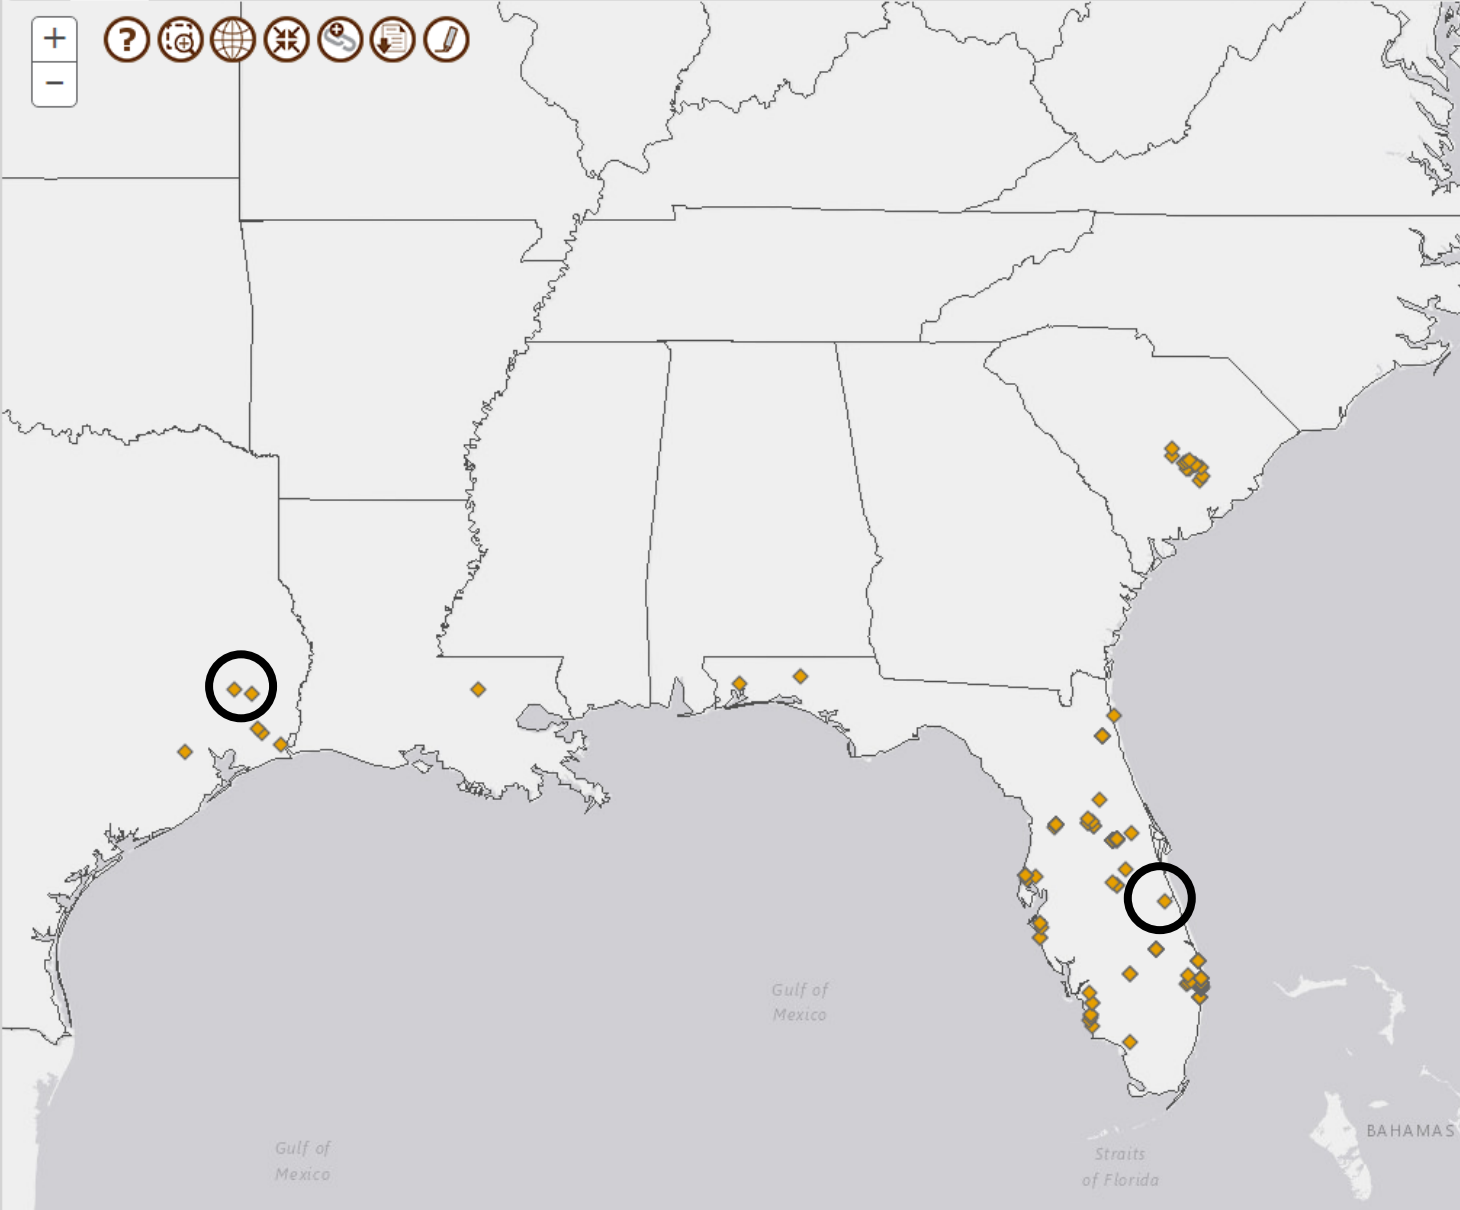 +
?
−
Gulf of
Mexico
Gulf of
Mexico
BAHAMAS
Straits
of Florida